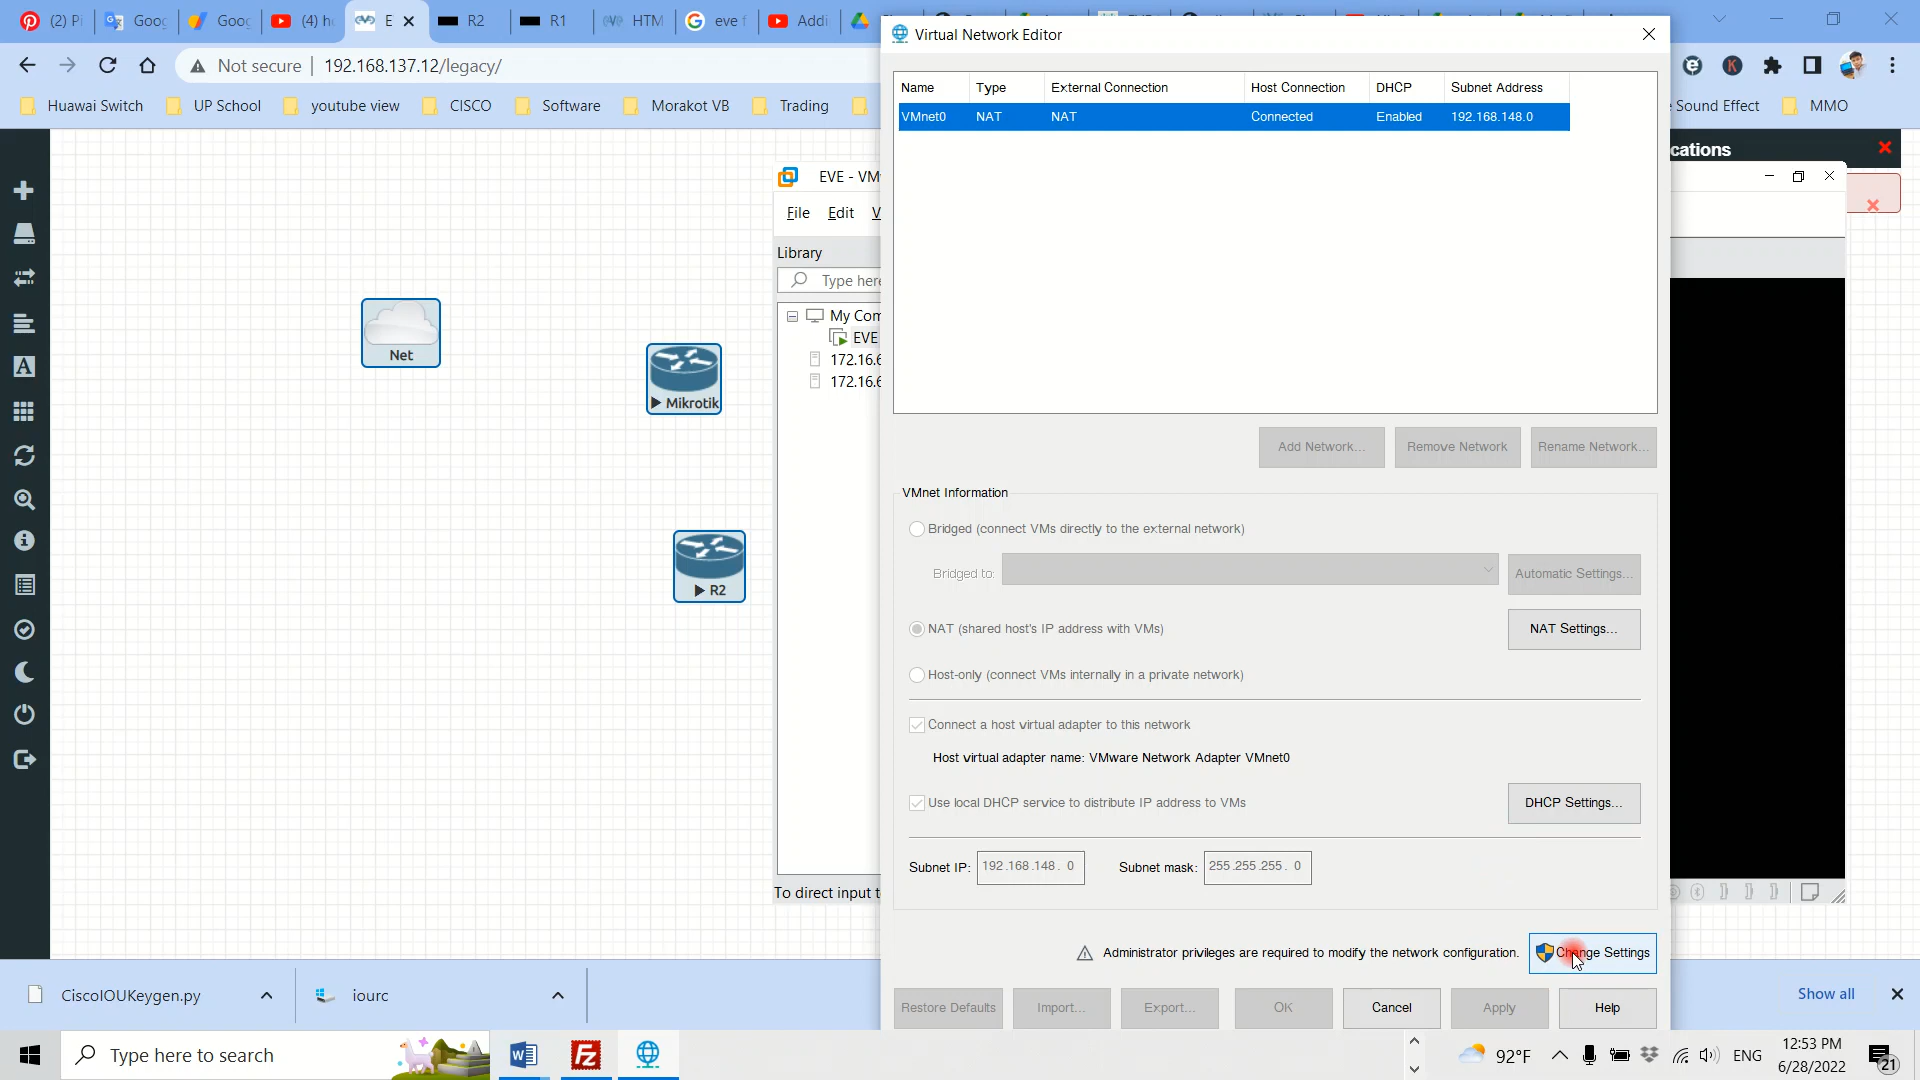 (2) Pi
Goog
Goog
(4) h
E
R2
R1
HTM
eve f
Addi
Virtual Network Editor
Not secure
192.168.137.12/legacy/
Huawai Switch
UP School
youtube view
CISCO
Software
Morakot VB
Trading
Sound Effect
MMO
Name
Type
External Connection
Host Connection
DHCP
Subnet Address
VMnet0
NAT
NAT
Connected
Enabled
192.168.148.0
cations
EVE - VM
File
Edit
V
Library
Type here
My Com
EVE
172.16.6
172.16.6
Net
Mikrotik
R2
Add Network...
Remove Network
Rename Network...
VMnet Information
Bridged (connect VMs directly to the external network)
Bridged to:
Automatic Settings...
NAT (shared host's IP address with VMs)
NAT Settings...
Host-only (connect VMs internally in a private network)
Connect a host virtual adapter to this network
Host virtual adapter name: VMware Network Adapter VMnet0
Use local DHCP service to distribute IP address to VMs
DHCP Settings...
Subnet IP:
192.168.148. 0
Subnet mask:
255.255.255. 0
To direct input t
Administrator privileges are required to modify the network configuration.
Change Settings
Restore Defaults
Import...
Export...
OK
Cancel
Apply
Help
CiscoIOUKeygen.py
iourc
Show all
Type here to search
92°F
ENG
12:53 PM
6/28/2022
21